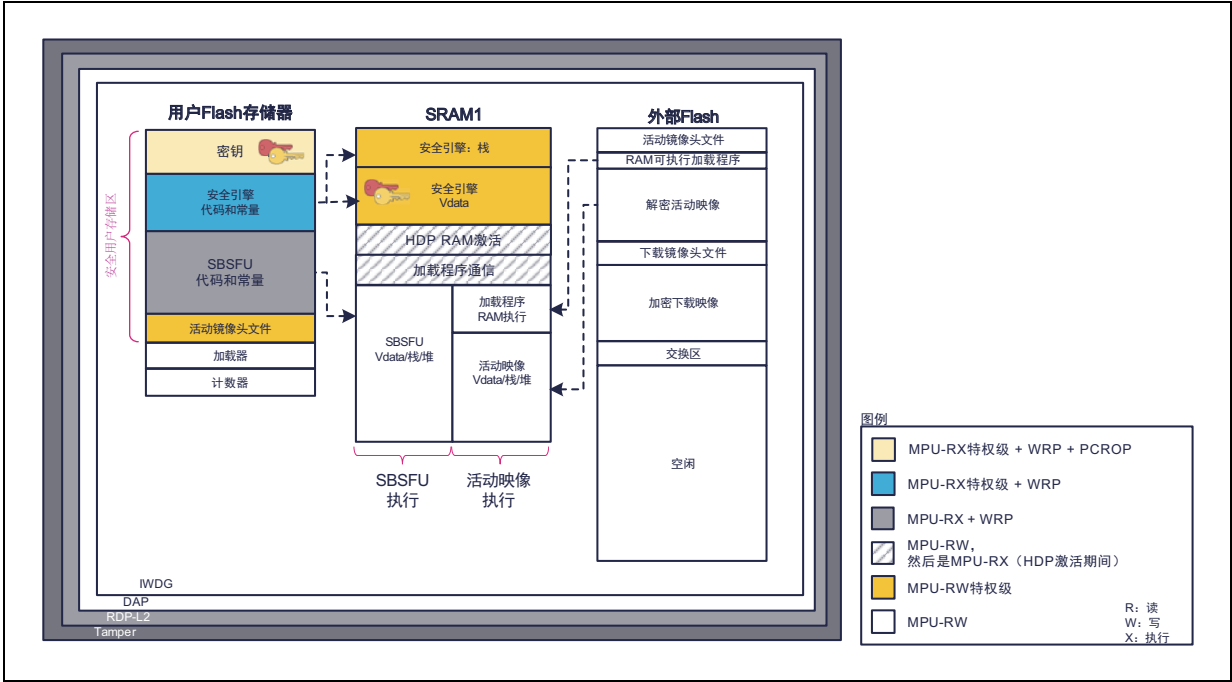 用户Flash存储器
密钥
安全引擎
代码和常量
SBSFU
代码和常量
活动镜像头文件
加载器
计数器
安全用户存储区
SRAM1
安全引擎：栈
安全引擎
Vdata
HDP RAM激活
加载程序通信
SBSFU
Vdata/栈/堆
加载程序
RAM执行
活动映像
Vdata/栈/堆
SBSFU
执行
活动映像
执行
外部Flash
活动镜像头文件
RAM可执行加载程序
解密活动映像
下载镜像头文件
加密下载映像
交换区
空闲
IWDG
DAP
RDP-L2
Tamper
图例
MPU-RX特权级 + WRP + PCROP
MPU-RX特权级 + WRP
MPU-RX + WRP
MPU-RW，
然后是MPU-RX（HDP激活期间）
MPU-RW特权级
MPU-RW
R：读
W：写
X：执行